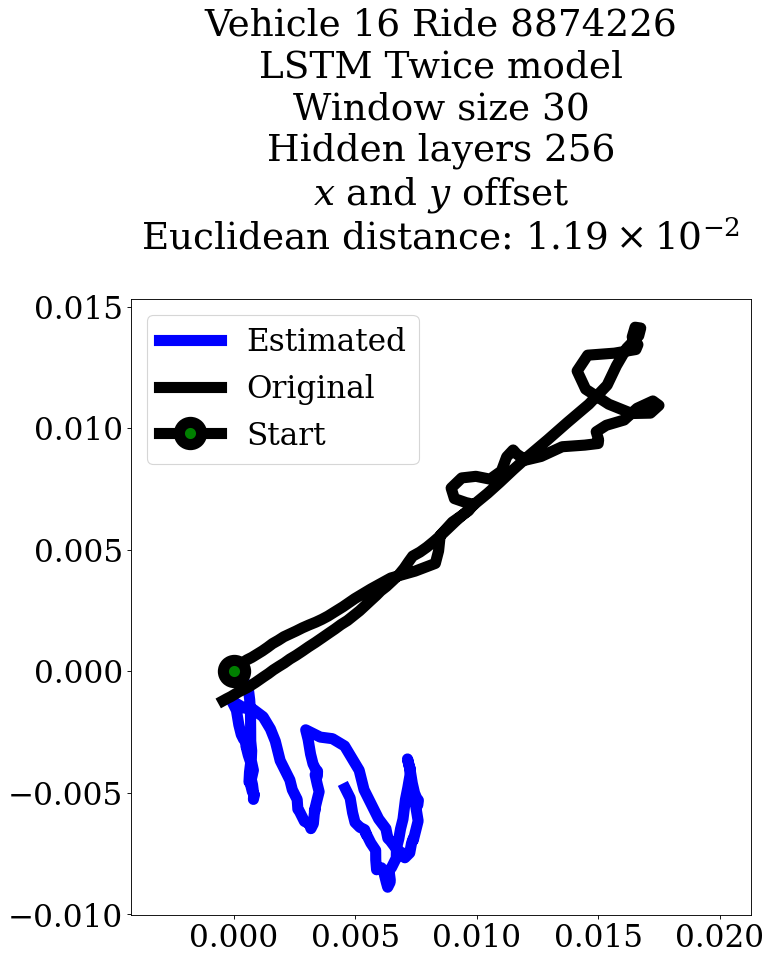 Vehicle 16 Ride 8874226
LSTM Twice model
Window size 30
Hidden layers 256
x and y offset
Euclidean distance: 1.19 × 10⁻²
0.015
0.010
0.005
0.000
−0.005
−0.010
Estimated
Original
Start
0.000 0.005 0.010 0.015 0.020